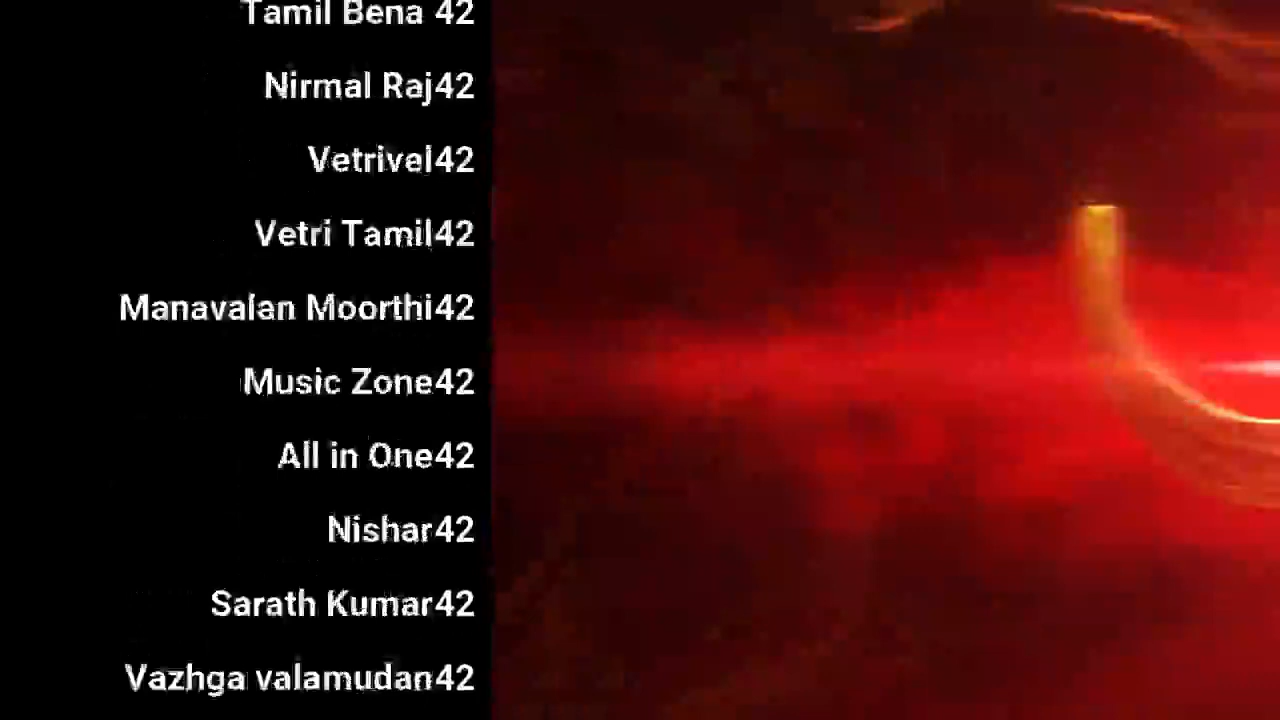 Tamil Bena 42
Nirmal Raj42
Vetrivel42
Vetri Tamil42
Manavalan Moorthi42
Music Zone42
All in One42
Nishar42
Sarath Kumar42
Vazhga valamudan42